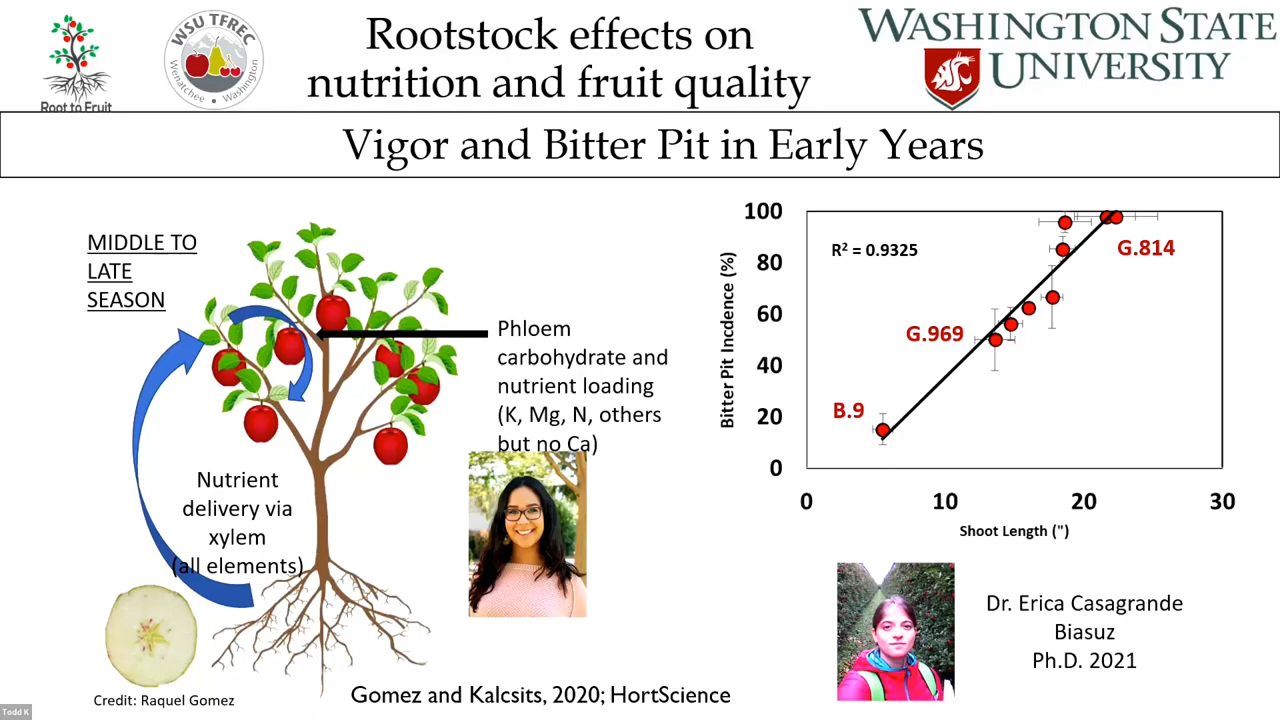 Root to Fruit
WSU TFREC
Wenatchee • Washington
Rootstock effects on
nutrition and fruit quality
WASHINGTON STATE
UNIVERSITY
Vigor and Bitter Pit in Early Years
MIDDLE TO
LATE
SEASON
Phloem
carbohydrate and
nutrient loading
(K, Mg, N, others
but no Ca)
Nutrient
delivery via
xylem
(all elements)
Credit: Raquel Gomez
Gomez and Kalcsits, 2020; HortScience
Bitter Pit Incdence (%)
100
80
60
40
20
0
R² = 0.9325
G.814
G.969
B.9
0 10 20 30
Shoot Length (")
Dr. Erica Casagrande
Biasuz
Ph.D. 2021
Todd K